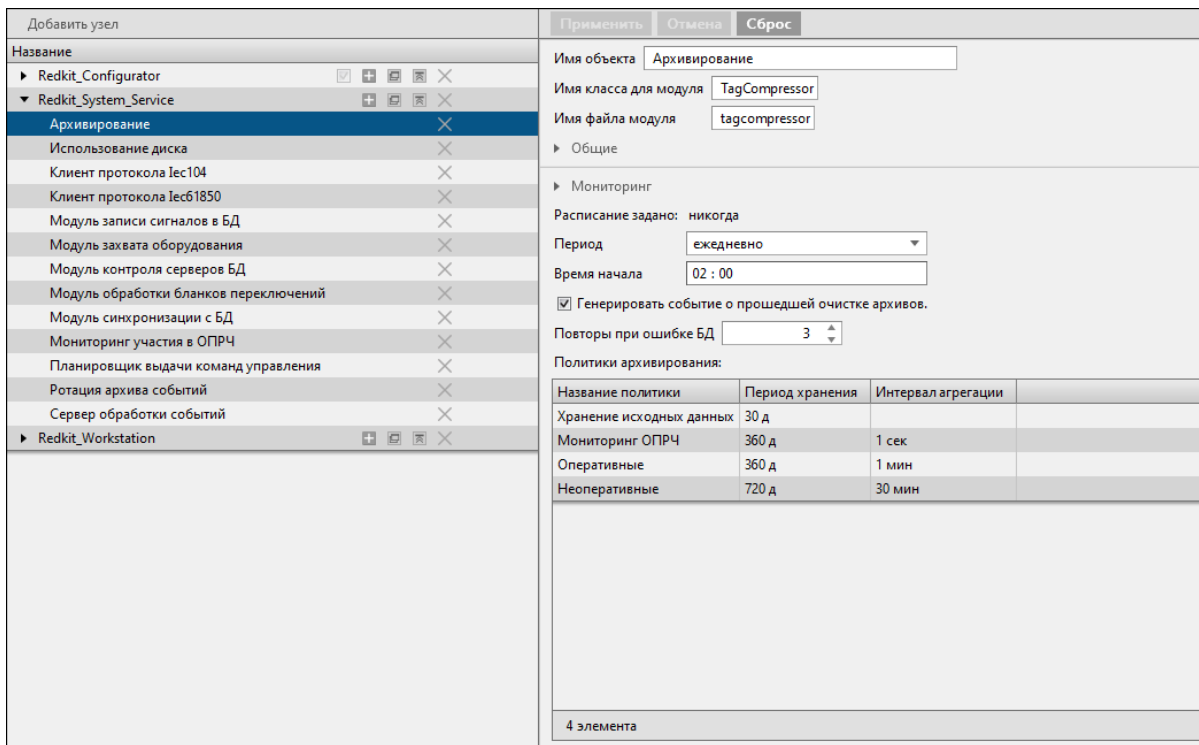 Добавить узел
Название
Redkit_Configurator
Redkit_System_Service
Архивирование
Использование диска
Клиент протокола Iec104
Клиент протокола Iec61850
Модуль записи сигналов в БД
Модуль захвата оборудования
Модуль контроля серверов БД
Модуль обработки бланков переключений
Модуль синхронизации с БД
Мониторинг участия в ОПРЧ
Планировщик выдачи команд управления
Ротация архива событий
Сервер обработки событий
Redkit_Workstation
Применить Отмена Сброс
Имя объекта Архивирование
Имя класса для модуля TagCompressor
Имя файла модуля tagcompressor
Общие
Мониторинг
Расписание задано: никогда
Период ежедневно
Время начала 02 : 00
Генерировать событие о прошедшей очистке архивов.
Повторы при ошибке БД 3
Политики архивирования:
Название политики Период хранения Интервал агрегации
Хранение исходных данных 30 д
Мониторинг ОПРЧ 360 д 1 сек
Оперативные 360 д 1 мин
Неоперативные 720 д 30 мин
4 элемента